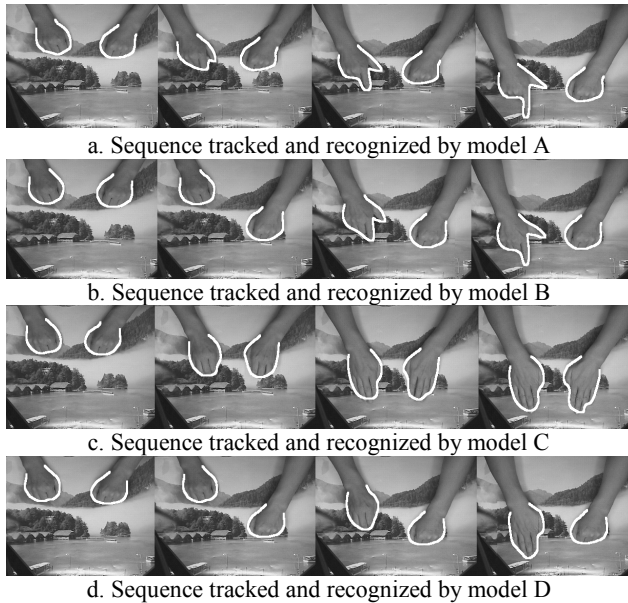 a. Sequence tracked and recognized by model A
b. Sequence tracked and recognized by model B
c. Sequence tracked and recognized by model C
d. Sequence tracked and recognized by model D